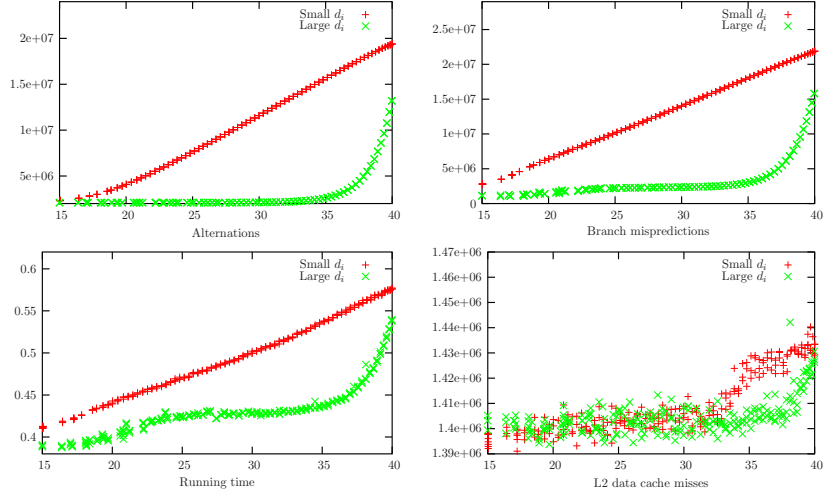 Small d_i +
Large d_i ×
2e+07
1.5e+07
1e+07
5e+06
15 20 25 30 35 40
Alternations
Small d_i +
Large d_i ×
2.5e+07
2e+07
1.5e+07
1e+07
5e+06
0
15 20 25 30 35 40
Branch mispredictions
Small d_i +
Large d_i ×
0.6
0.55
0.5
0.45
0.4
15 20 25 30 35 40
Running time
Small d_i +
Large d_i ×
1.47e+06
1.46e+06
1.45e+06
1.44e+06
1.43e+06
1.42e+06
1.41e+06
1.4e+06
1.39e+06
15 20 25 30 35 40
L2 data cache misses